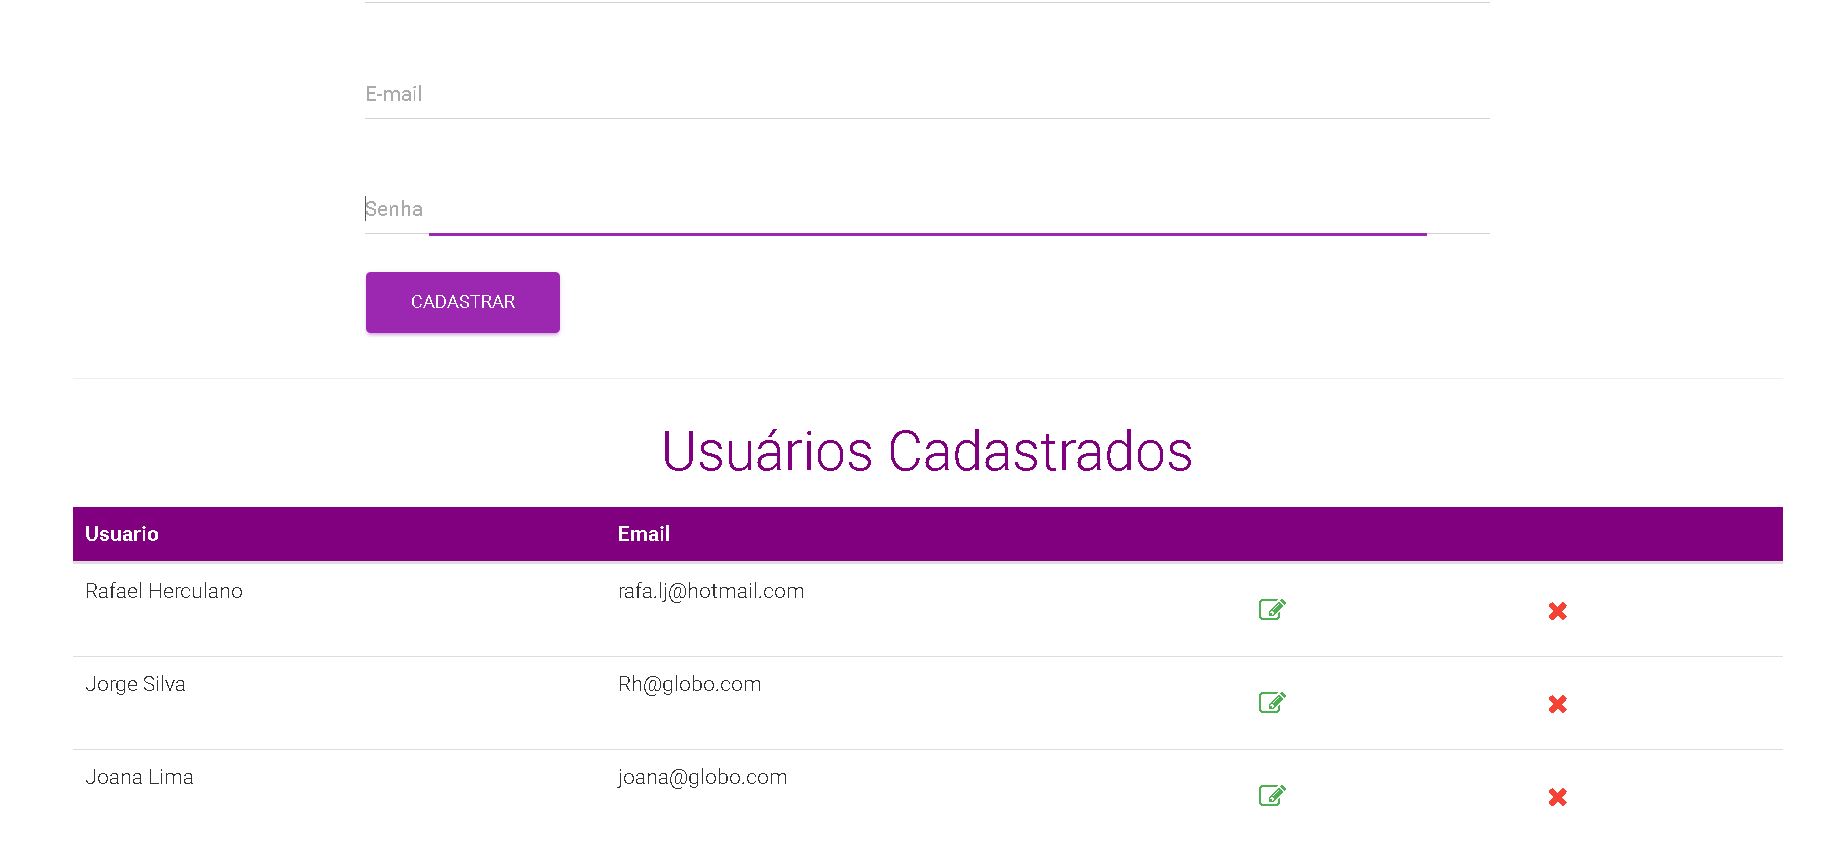 E-mail
Senha
CADASTRAR
Usuários Cadastrados
Usuario Email
Rafael Herculano rafa.lj@hotmail.com
Jorge Silva Rh@globo.com
Joana Lima joana@globo.com